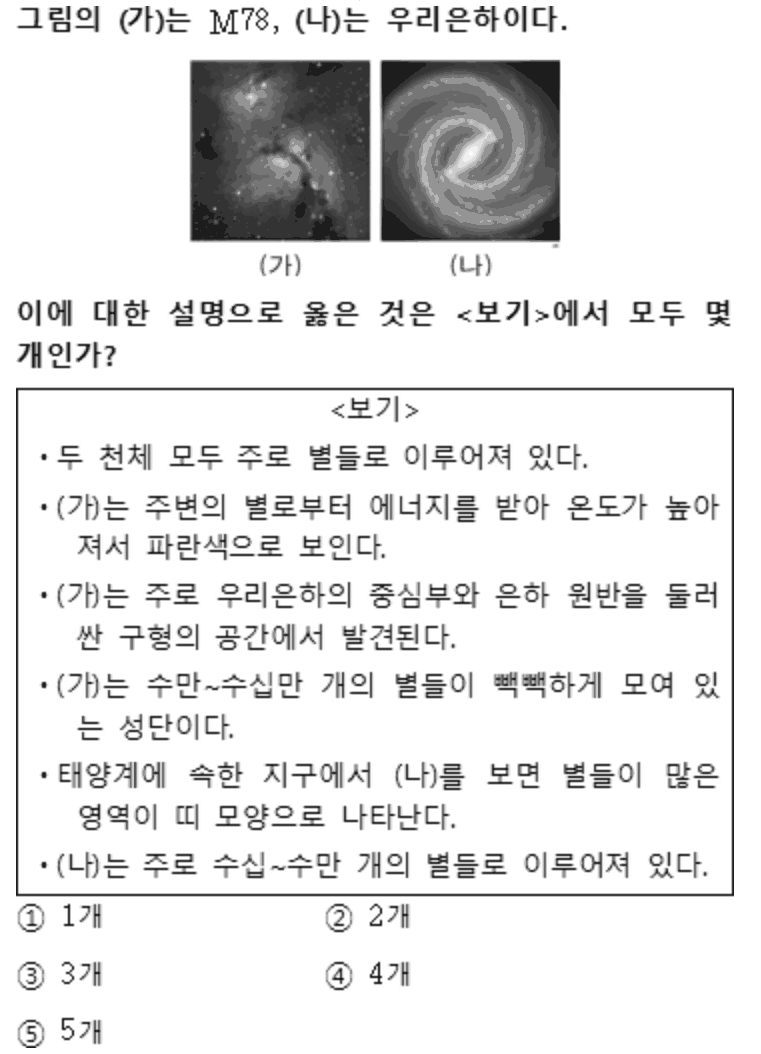 그림의 (가)는 M78, (나)는 우리은하이다.
(가) (나)
이에 대한 설명으로 옳은 것은 <보기>에서 모두 몇
개인가?
<보기>
・두 천체 모두 주로 별들로 이루어져 있다.
・(가)는 주변의 별로부터 에너지를 받아 온도가 높아
져서 파란색으로 보인다.
・(가)는 주로 우리은하의 중심부와 은하 원반을 둘러
싼 구형의 공간에서 발견된다.
・(가)는 수만~수십만 개의 별들이 빽빽하게 모여 있
는 성단이다.
・태양계에 속한 지구에서 (나)를 보면 별들이 많은
영역이 띠 모양으로 나타난다.
・(나)는 주로 수십~수만 개의 별들로 이루어져 있다.
① 1개 ② 2개
③ 3개 ④ 4개
⑤ 5개